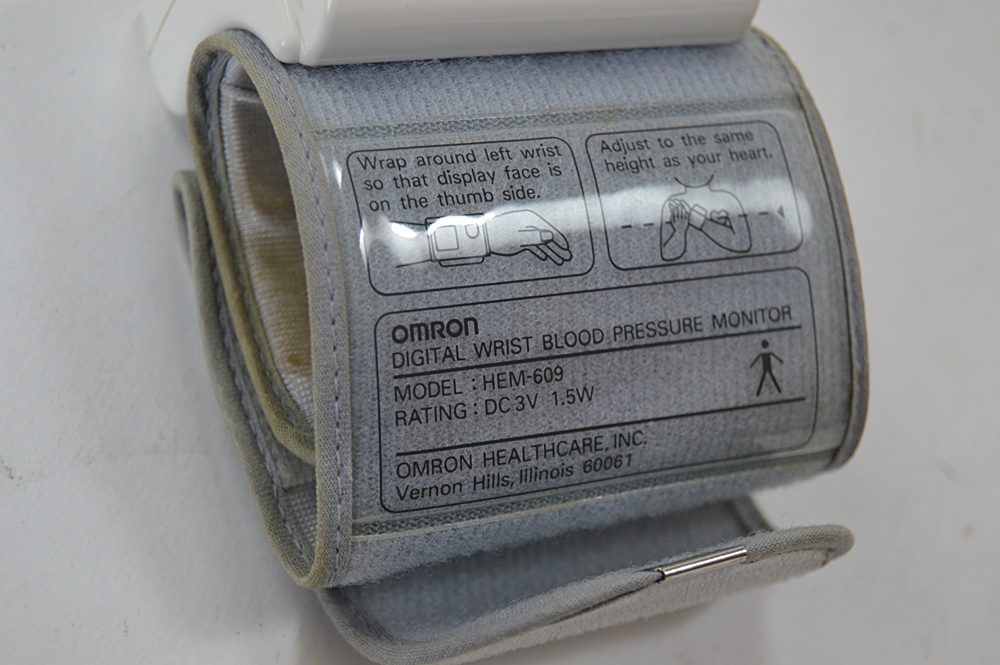 Wrap around left wrist
so that display face is
on the thumb side.
Adjust to the same
height as your heart.
OMRON
DIGITAL WRIST BLOOD PRESSURE MONITOR
MODEL : HEM-609
RATING : DC 3V 1.5W
OMRON HEALTHCARE, INC.
Vernon Hills, Illinois 60061